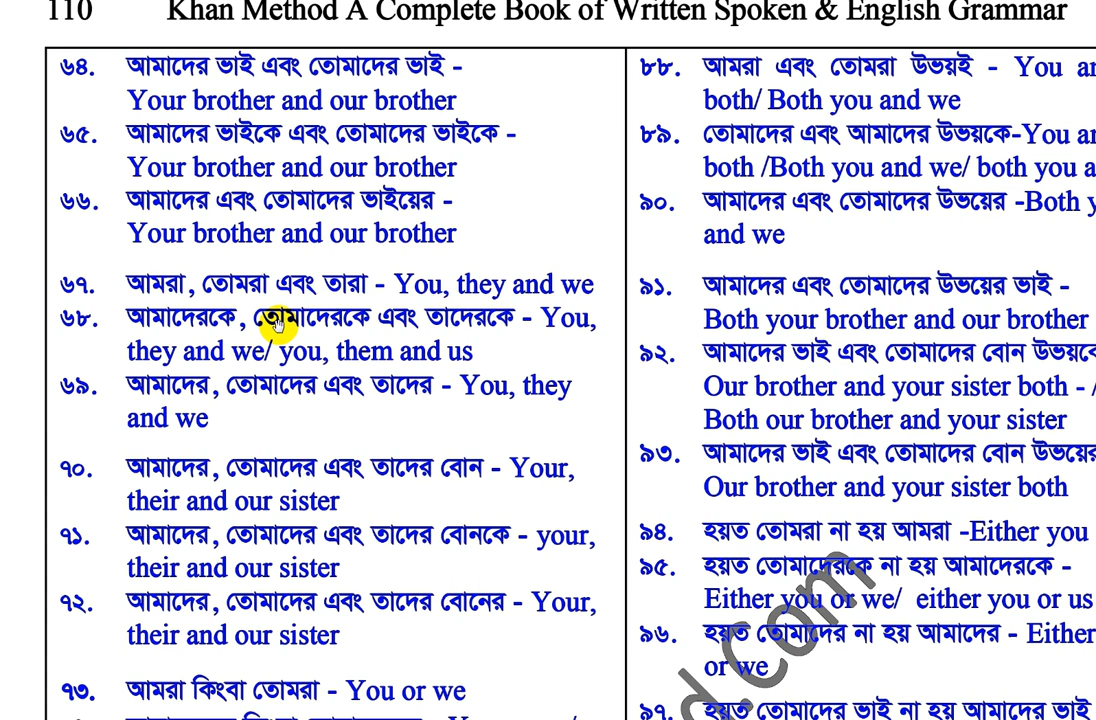 110 Khan Method A Complete Book of Written Spoken & English Grammar
৬৪. আমাদের ভাই এবং তোমাদের ভাই -
Your brother and our brother
৬৫. আমাদের ভাইকে এবং তোমাদের ভাইকে -
Your brother and our brother
৬৬. আমাদের এবং তোমাদের ভাইয়ের -
Your brother and our brother
৬৭. আমরা, তোমরা এবং তারা - You, they and we
৬৮. আমাদেরকে, তোমাদেরকে এবং তাদেরকে - You,
they and we/ you, them and us
৬৯. আমাদের, তোমাদের এবং তাদের - You, they
and we
৭০. আমাদের, তোমাদের এবং তাদের বোন - Your,
their and our sister
৭১. আমাদের, তোমাদের এবং তাদের বোনকে - your,
their and our sister
৭২. আমাদের, তোমাদের এবং তাদের বোনের - Your,
their and our sister
৭৩. আমরা কিংবা তোমরা - You or we
৮৮. আমরা এবং তোমরা উভয়ই - You
both/ Both you and we
৮৯. তোমাদের এবং আমাদের উভয়কে-You
both /Both you and we/ both you
৯০. আমাদের এবং তোমাদের উভয়ের -Both
and we
৯১. আমাদের এবং তোমাদের উভয়ের ভাই -
Both your brother and our brother
৯২. আমাদের ভাই এবং তোমাদের বোন
Our brother and your sister both -
Both our brother and your sister
৯৩. আমাদের ভাই এবং তোমাদের বোন
Our brother and your sister both
৯৪. হয়ত তোমরা না হয় আমরা -Either you
৯৫. হয়ত তোমাদেরকে না হয় আমাদেরকে -
Either you or we/ either you or us
৯৬. হয়ত তোমাদের না হয় আমাদের - Either
or we
৯৭. হয়ত তোমাদের ভাই না হয় আমাদের ভাই
d.Com